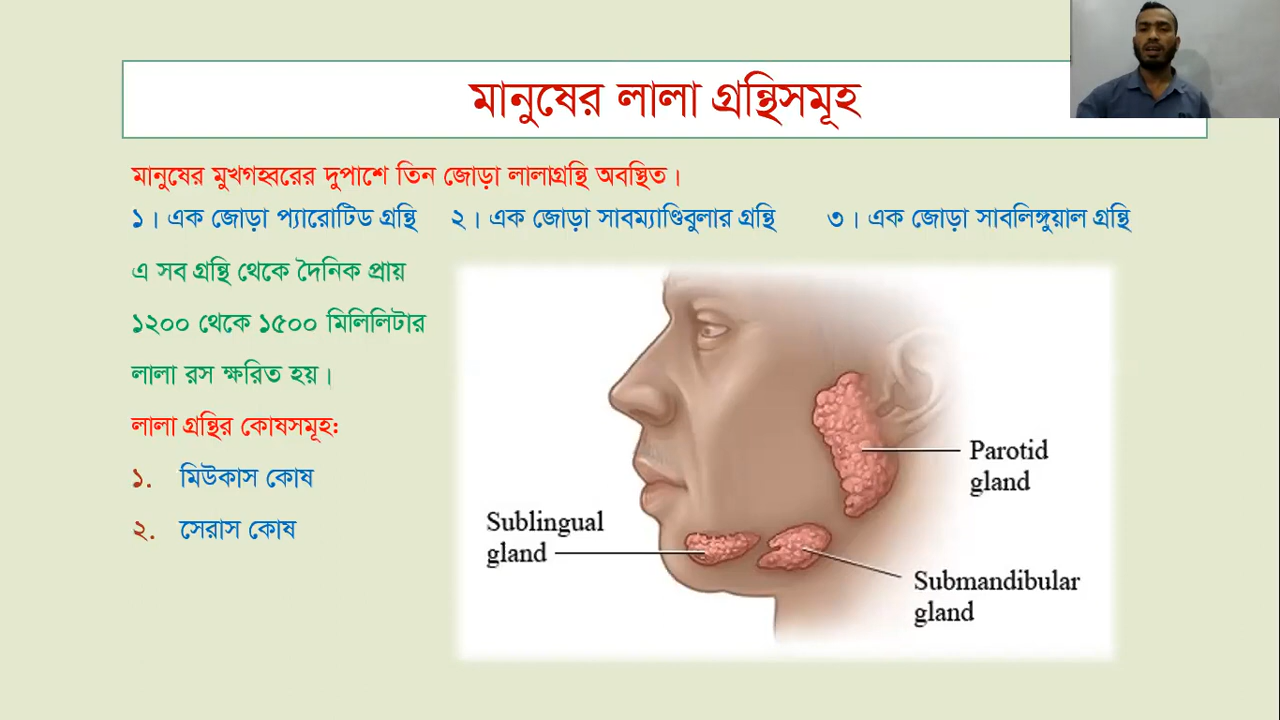 মানুষের লালা গ্রন্থিসমূহ
মানুষের মুখগহ্বরের দুপাশে তিন জোড়া লালাগ্রন্থি অবস্থিত।
১। এক জোড়া প্যারোটিড গ্রন্থি ২। এক জোড়া সাবম্যাণ্ডিবুলার গ্রন্থি ৩। এক জোড়া সাবলিঙ্গুয়াল গ্রন্থি
এ সব গ্রন্থি থেকে দৈনিক প্রায়
১২০০ থেকে ১৫০০ মিলিলিটার
লালা রস ক্ষরিত হয়।
লালা গ্রন্থির কোষসমূহ:
১. মিউকাস কোষ
২. সেরাস কোষ
Parotid
gland
Sublingual
gland
Submandibular
gland